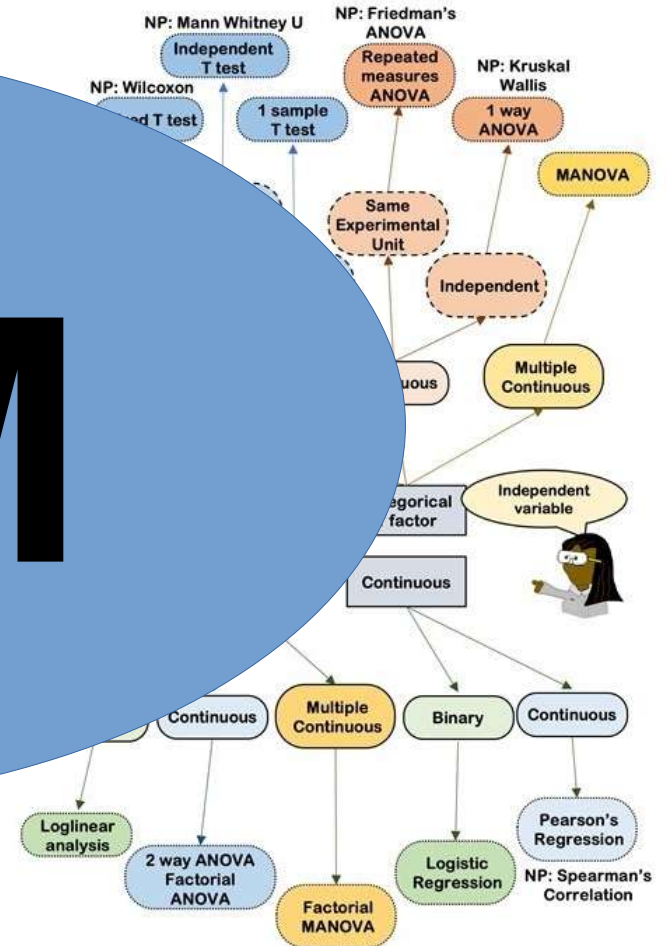 NP: Mann Whitney U
Independent
T test
NP: Friedman's
ANOVA
Repeated
measures
ANOVA
NP: Kruskal
Wallis
1 way
ANOVA
NP: Wilcoxon
T test
1 sample
T test
MANOVA
Same
Experimental
Unit
Independent
Multiple
Continuous
factor
Independent
variable
M
Continuous
Continuous
Multiple
Continuous
Binary
Continuous
Loglinear
analysis
2 way ANOVA
Factorial
ANOVA
Factorial
MANOVA
Logistic
Regression
Pearson's
Regression
NP: Spearman's
Correlation